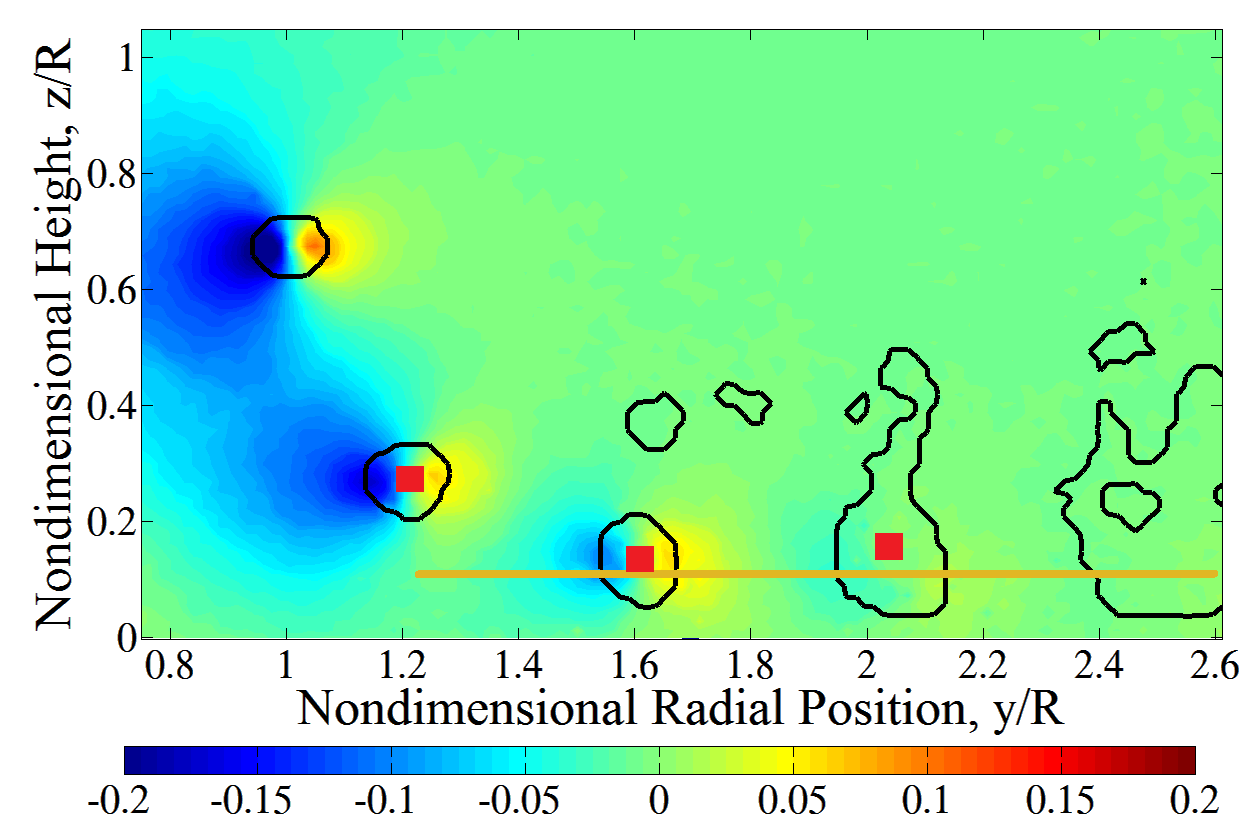 Nondimensional Height, z/R
1
0.8
0.6
0.4
0.2
0
0.8 1 1.2 1.4 1.6 1.8 2 2.2 2.4 2.6
Nondimensional Radial Position, y/R
-0.2 -0.15 -0.1 -0.05 0 0.05 0.1 0.15 0.2